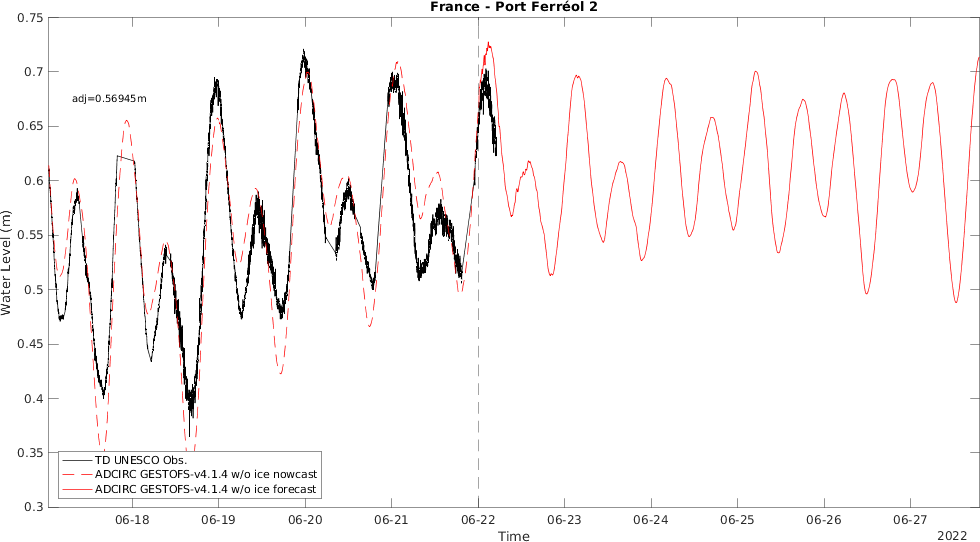 France - Port Ferréol 2
0.75
0.7
0.65
0.6
0.55
0.5
0.45
0.4
0.35
0.3
Water Level (m)
adj=0.56945m
TD UNESCO Obs.
ADCIRC GESTOFS-v4.1.4 w/o ice nowcast
ADCIRC GESTOFS-v4.1.4 w/o ice forecast
06-18 06-19 06-20 06-21 06-22 06-23 06-24 06-25 06-26 06-27
Time
2022